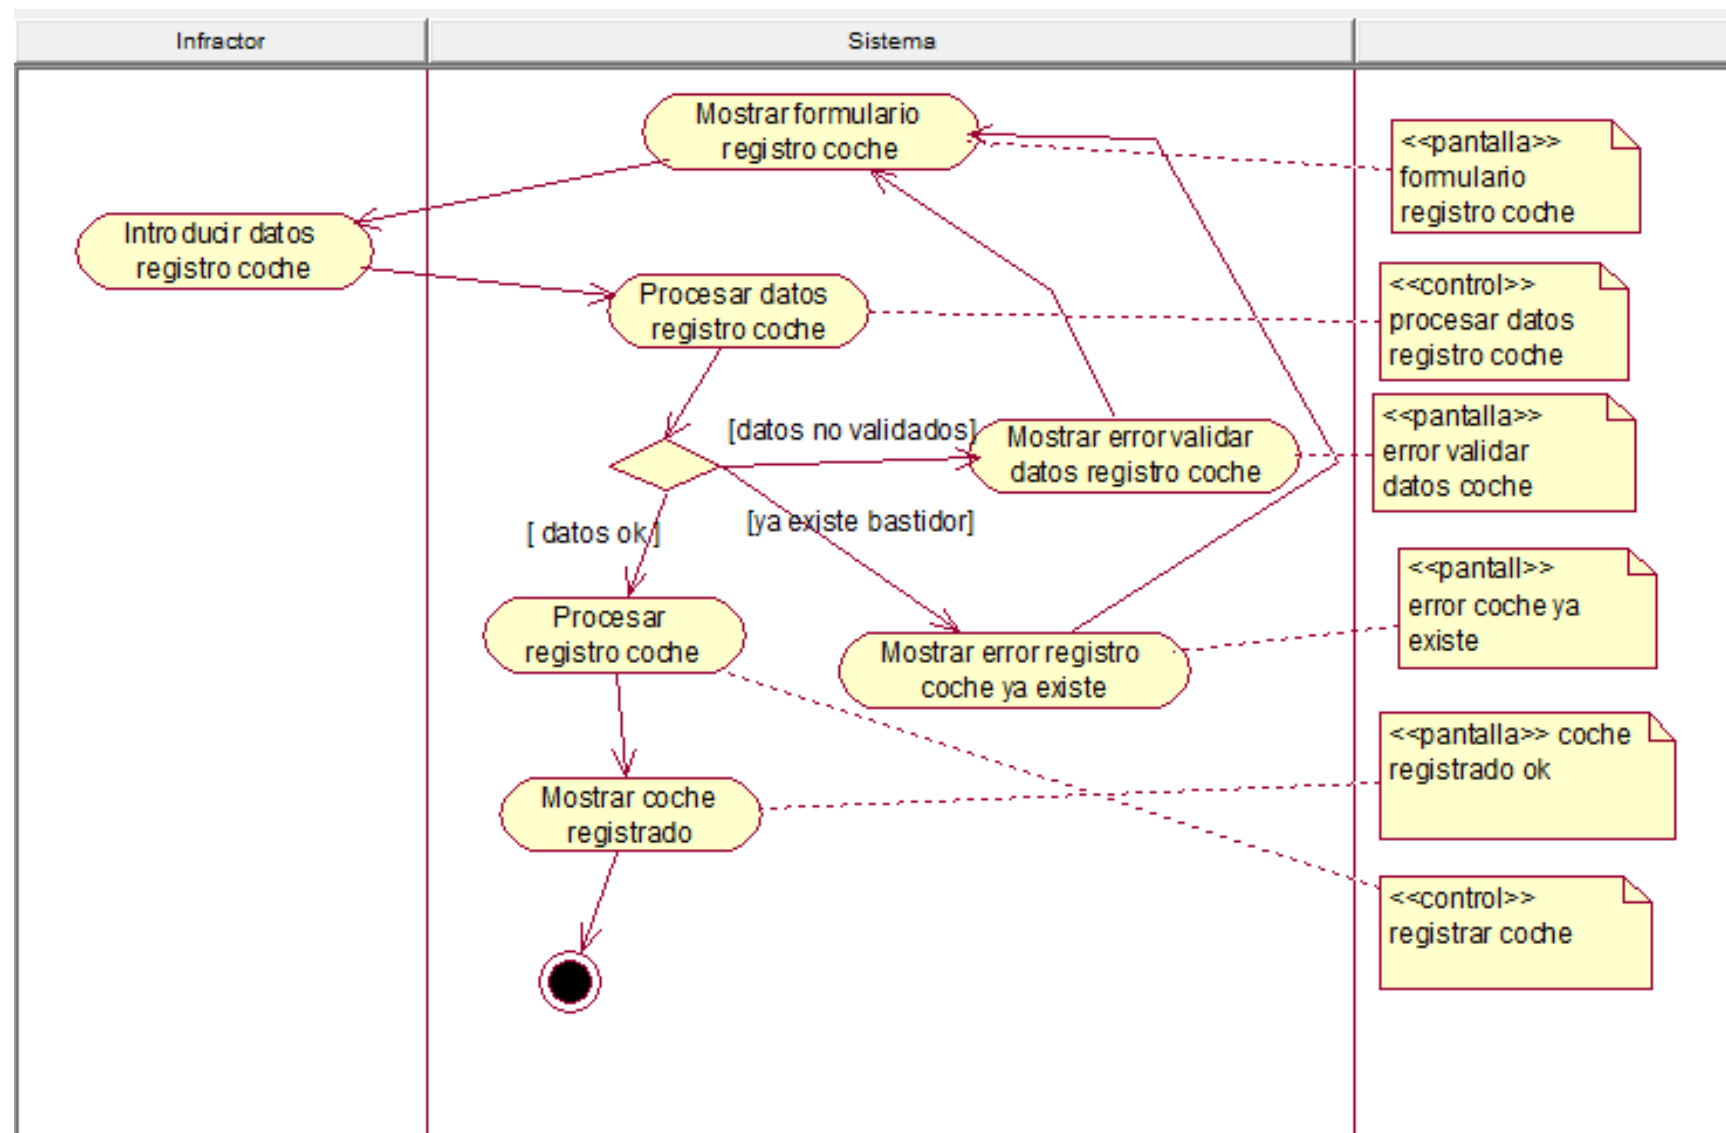 Infractor
Sistema
Mostrar formulario
registro coche
<<pantalla>>
formulario
registro coche
Introducir datos
registro coche
Procesar datos
registro coche
<<control>>
procesar datos
registro coche
[datos no validados]
Mostrar error validar
datos registro coche
<<pantalla>>
error validar
datos coche
[ datos ok ]
[ya existe bastidor]
Procesar
registro coche
Mostrar error registro
coche ya existe
<<pantall>>
error coche ya
existe
Mostrar coche
registrado
<<pantalla>> coche
registrado ok
<<control>>
registrar coche